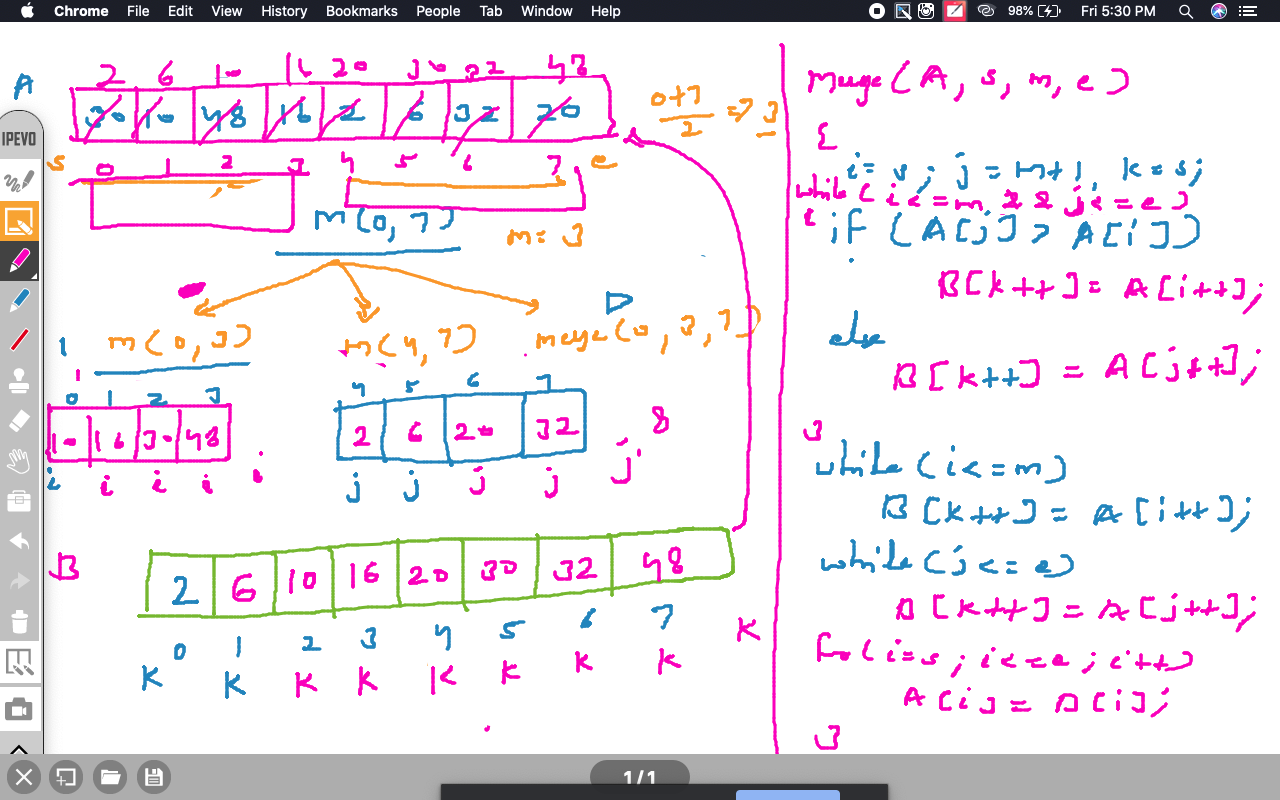 Chrome File Edit View History Bookmarks People Tab Window Help 98% Fri 5:30 PM
IPEVO
A
2 6 10 16 20 30 32 48
30 10 48 16 2 6 32 20
s 0 1 2 3 4 5 6 7 e
0+7/2 => 3
m(0,7)
m = 3
m(0,3) m(4,7) merge(0,3,7)
1
1
0 1 2 3
10 16 30 48
i i i i i
4 5 6 7
2 6 20 32
j j j j j 8
B
2 6 10 16 20 30 32 48
0 1 2 3 4 5 6 7
K K K K K K K K K
merge(A, s, m, e)
{
i = s; j = m+1, k = s;
while(i<=m && j<=e)
{ if (A[j] > A[i])
B[k++] = A[i++];
else
B[k++] = A[j++];
}
while(i<=m)
B[k++] = A[i++];
while(j<=e)
B[k++] = A[j++];
for(i=s; i<=e; i++)
A[i] = B[i];
}
1/1